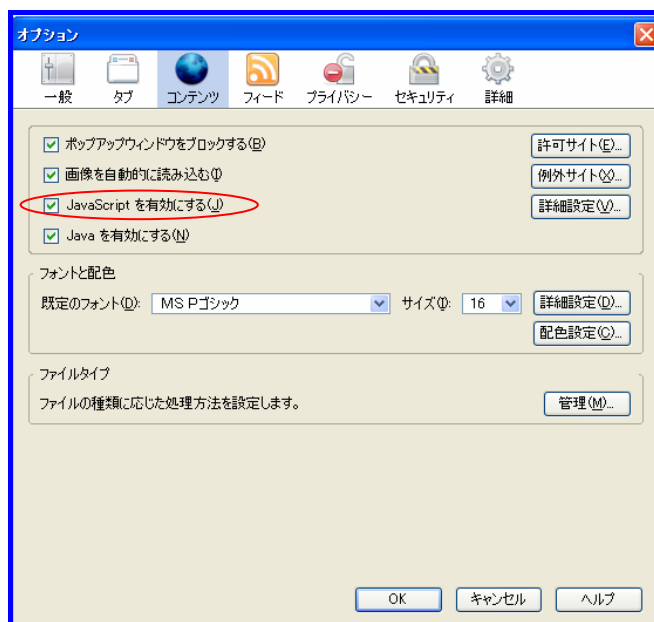 オプション
一般 タブ コンテンツ フィード プライバシー セキュリティ 詳細
ポップアップウィンドウをブロックする(B) 許可サイト(E)...
画像を自動的に読み込む(I) 例外サイト(X)...
JavaScript を有効にする(J) 詳細設定(V)...
Java を有効にする(N)
フォントと配色
既定のフォント(D): MS Pゴシック サイズ(I): 16 詳細設定(D)...
配色設定(C)...
ファイルタイプ
ファイルの種類に応じた処理方法を設定します。 管理(M)...
OK キャンセル ヘルプ